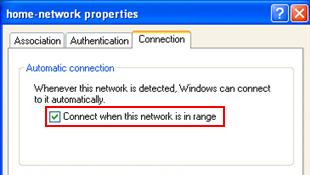 home-network properties
Association Authentication Connection
Automatic connection
Whenever this network is detected, Windows can connect
to it automatically.
Connect when this network is in range